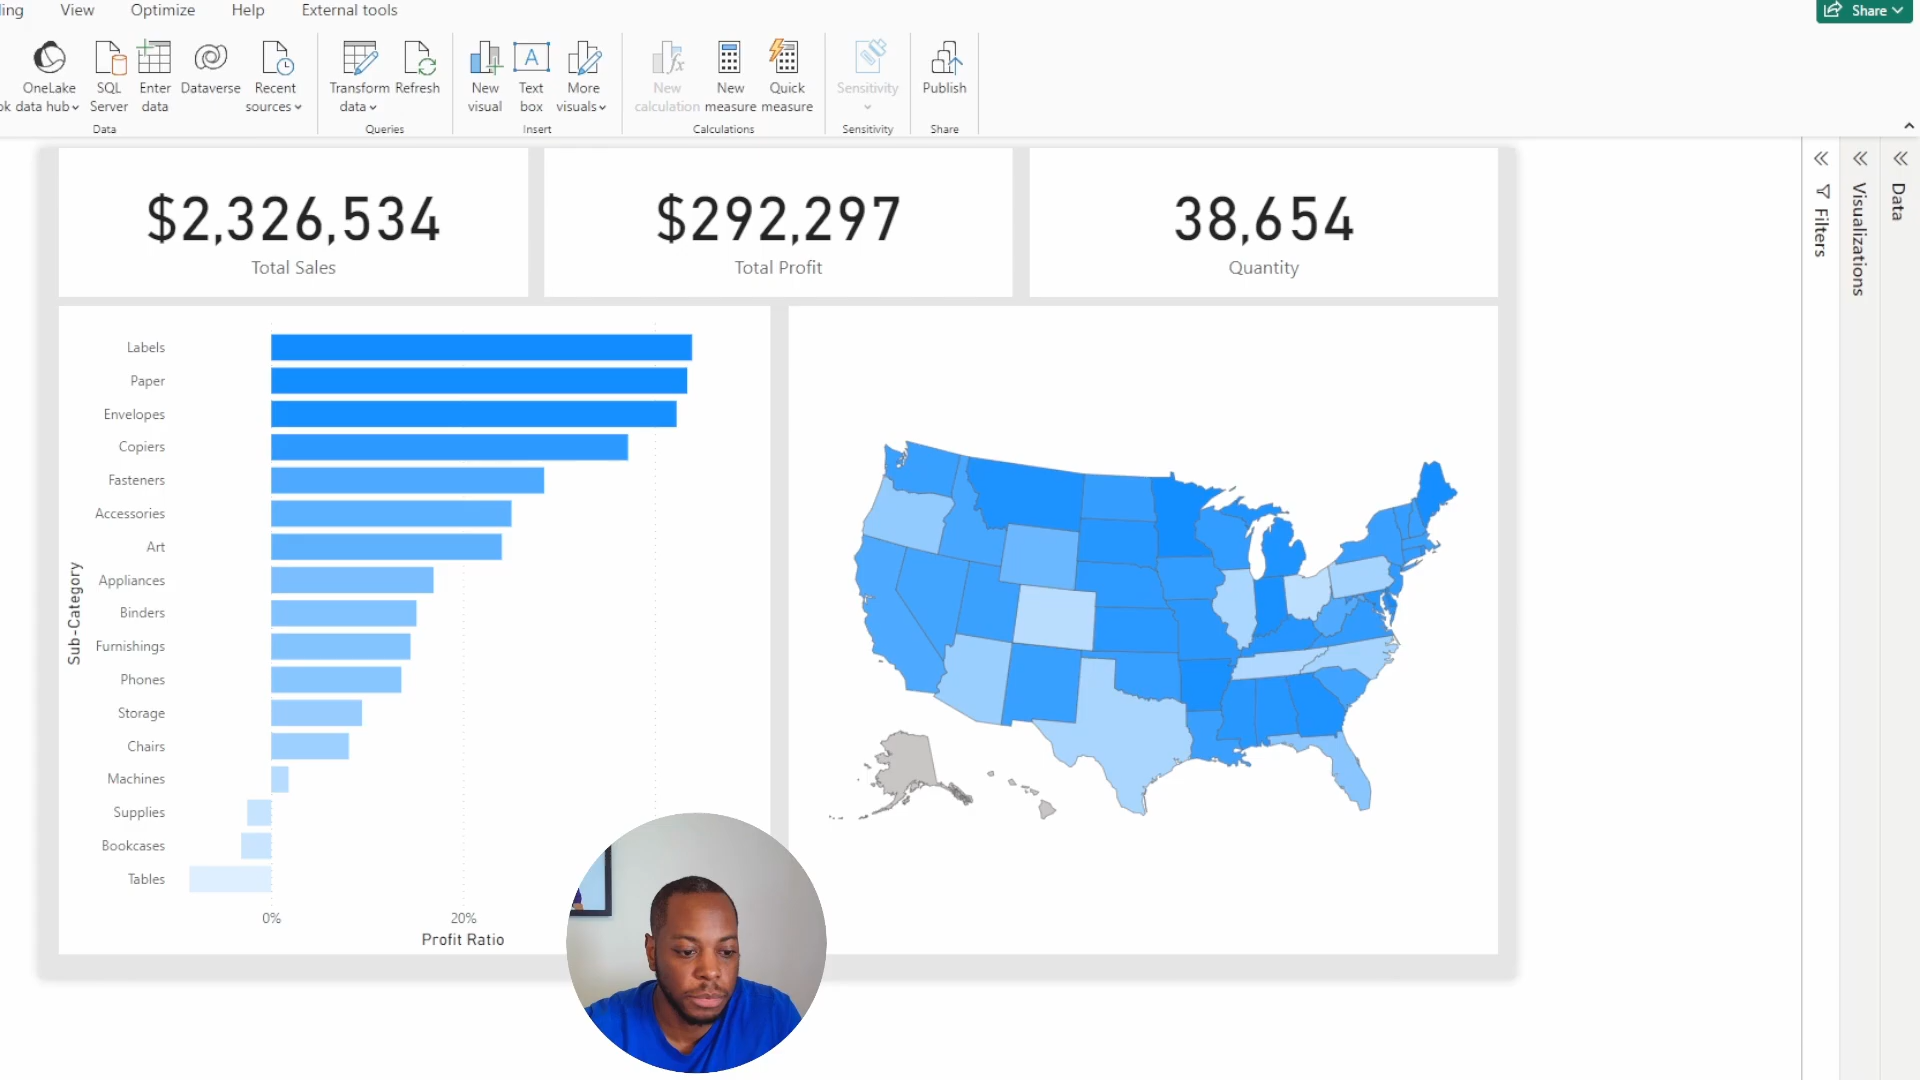 ling View Optimize Help External tools
Share
OneLake data hub
ok
SQL Server
Enter data
Dataverse
Recent sources
Transform data
Refresh
New visual
Text box
More visuals
New calculation
New measure
Quick measure
Sensitivity
Publish
Data
Queries
Insert
Calculations
Sensitivity
Share
$2,326,534
Total Sales
$292,297
Total Profit
38,654
Quantity
Filters
Visualizations
Data
Sub-Category
Labels
Paper
Envelopes
Copiers
Fasteners
Accessories
Art
Appliances
Binders
Furnishings
Phones
Storage
Chairs
Machines
Supplies
Bookcases
Tables
0% 20%
Profit Ratio